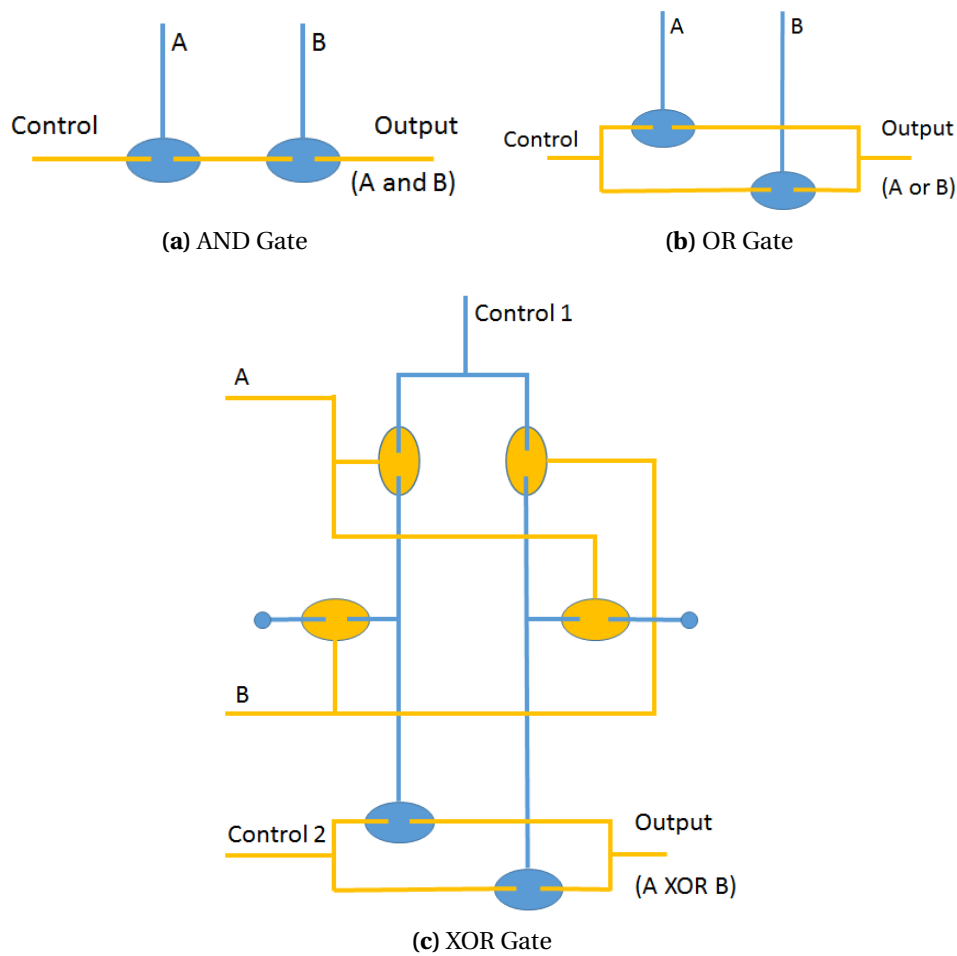 A
B
Control
Output
(A and B)
(a) AND Gate
A
B
Control
Output
(A or B)
(b) OR Gate
Control 1
A
B
Control 2
Output
(A XOR B)
(c) XOR Gate